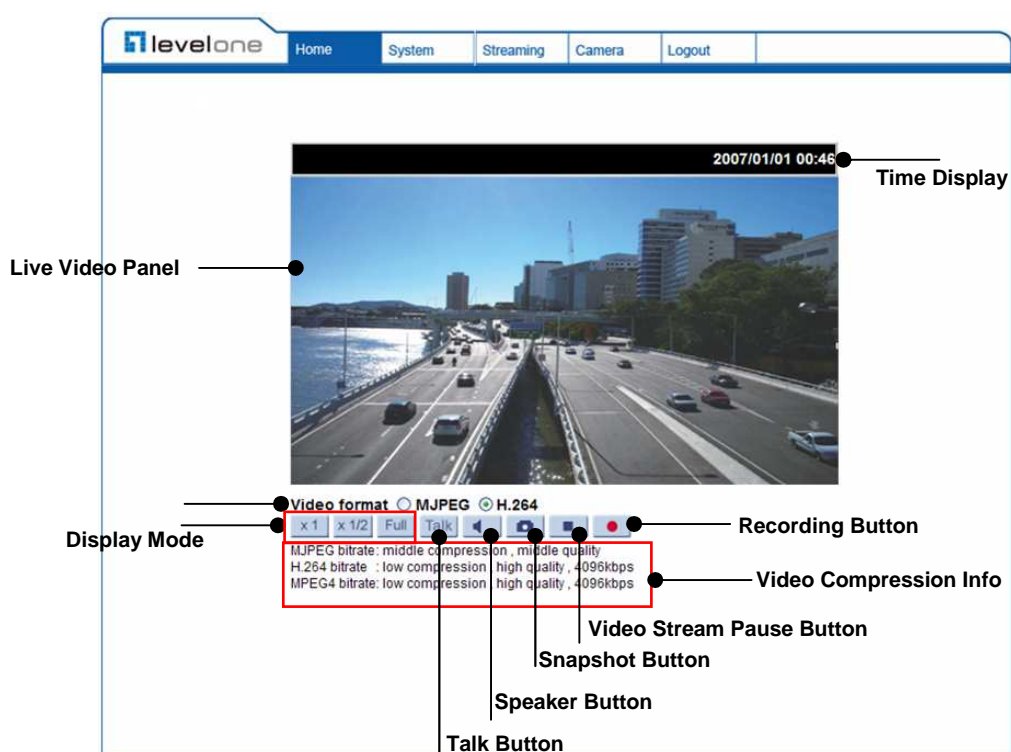 levelone
Home System Streaming Camera Logout
2007/01/01 00:46
Time Display
Live Video Panel
Video format MJPEG H.264
x 1 x 1/2 Full Talk
Recording Button
Display Mode
MJPEG bitrate: middle compression , middle quality
H.264 bitrate : low compression , high quality , 4096kbps
MPEG4 bitrate: low compression , high quality , 4096kbps
Video Compression Info
Video Stream Pause Button
Snapshot Button
Speaker Button
Talk Button